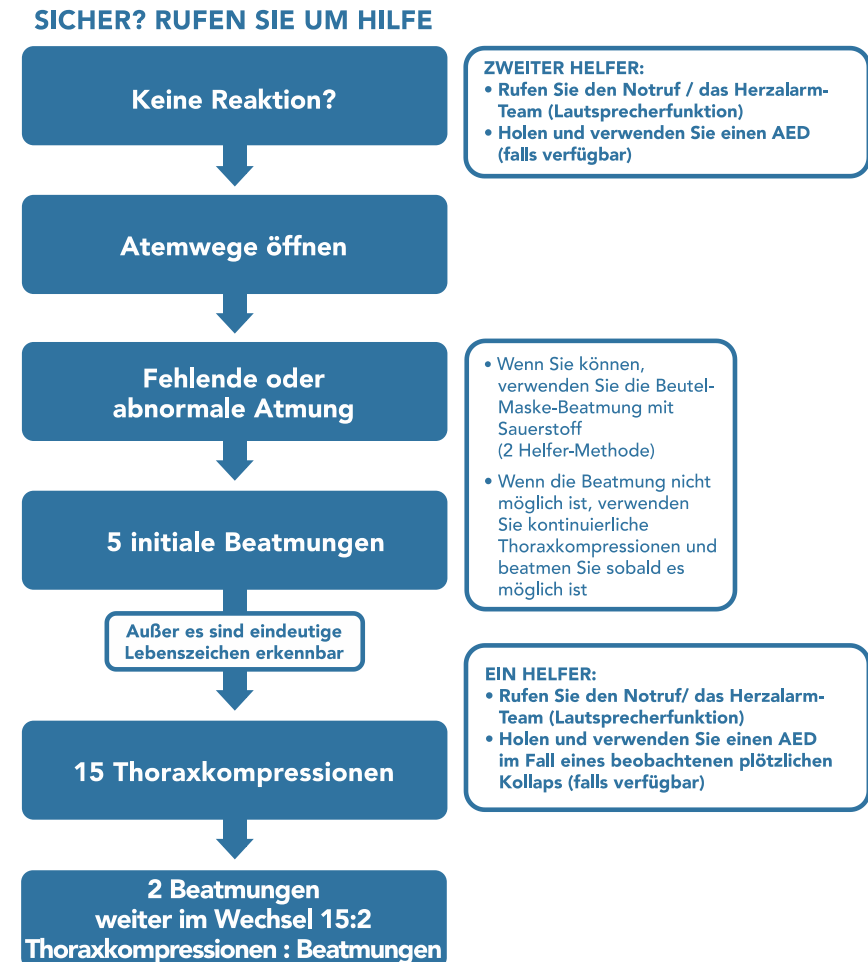 SICHER? RUFEN SIE UM HILFE
Keine Reaktion?
ZWEITER HELFER:
• Rufen Sie den Notruf / das Herzalarm-
Team (Lautsprecherfunktion)
• Holen und verwenden Sie einen AED
(falls verfügbar)
Atemwege öffnen
Fehlende oder
abnormale Atmung
• Wenn Sie können,
verwenden Sie die Beutel-
Maske-Beatmung mit
Sauerstoff
(2 Helfer-Methode)
• Wenn die Beatmung nicht
möglich ist, verwenden
Sie kontinuierliche
Thoraxkompressionen und
beatmen Sie sobald es
möglich ist
5 initiale Beatmungen
Außer es sind eindeutige
Lebenszeichen erkennbar
EIN HELFER:
• Rufen Sie den Notruf/ das Herzalarm-
Team (Lautsprecherfunktion)
• Holen und verwenden Sie einen AED
im Fall eines beobachtenen plötzlichen
Kollaps (falls verfügbar)
15 Thoraxkompressionen
2 Beatmungen
weiter im Wechsel 15:2
Thoraxkompressionen : Beatmungen